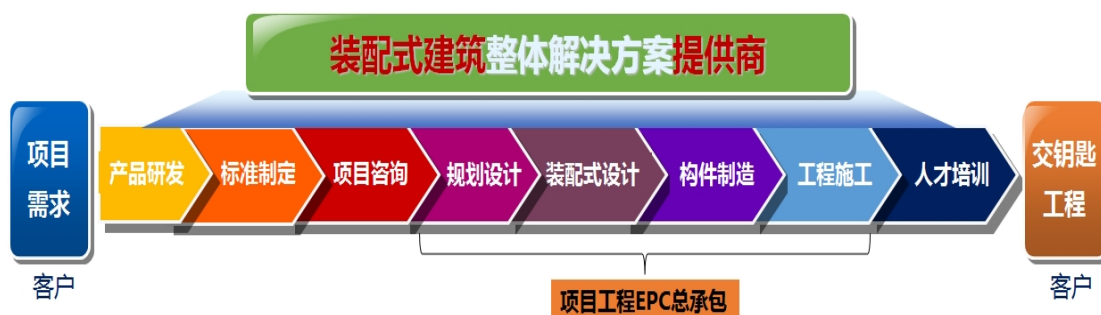 装配式建筑整体解决方案提供商
项目
需求
产品研发
标准制定
项目咨询
规划设计
装配式设计
构件制造
工程施工
人才培训
交钥匙
工程
客户
项目工程EPC总承包
客户